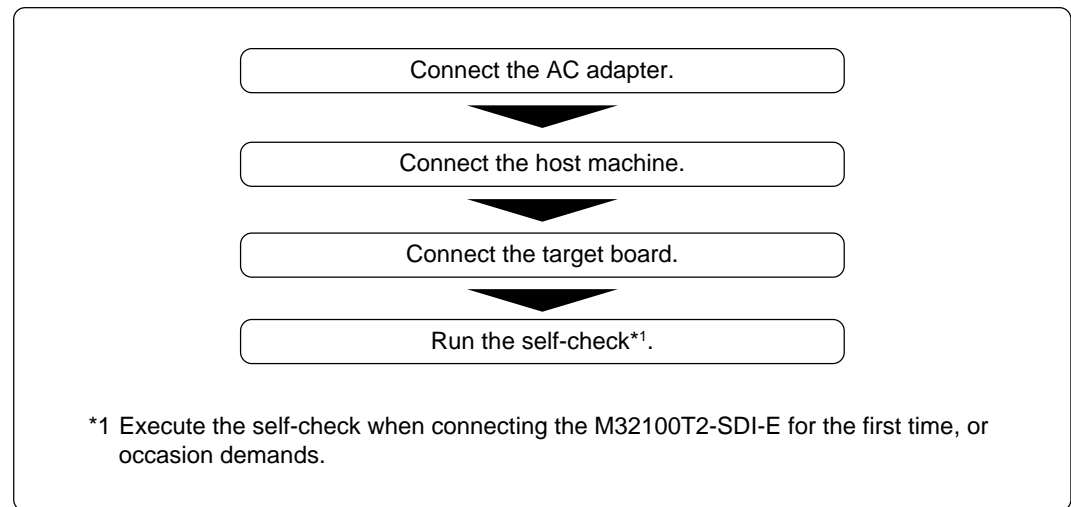 Connect the AC adapter.
Connect the host machine.
Connect the target board.
Run the self-check*1.
*1 Execute the self-check when connecting the M32100T2-SDI-E for the first time, or
occasion demands.